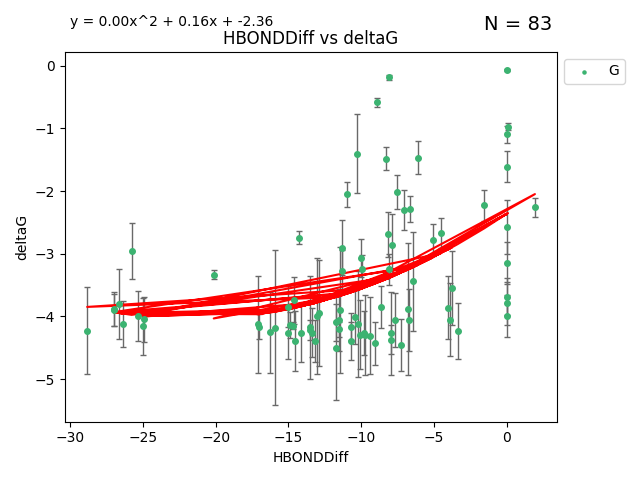 y = 0.00x^2 + 0.16x + -2.36
N = 83
HBONDDiff vs deltaG
G
deltaG
0
−1
−2
−3
−4
−5
−30 −25 −20 −15 −10 −5 0
HBONDDiff